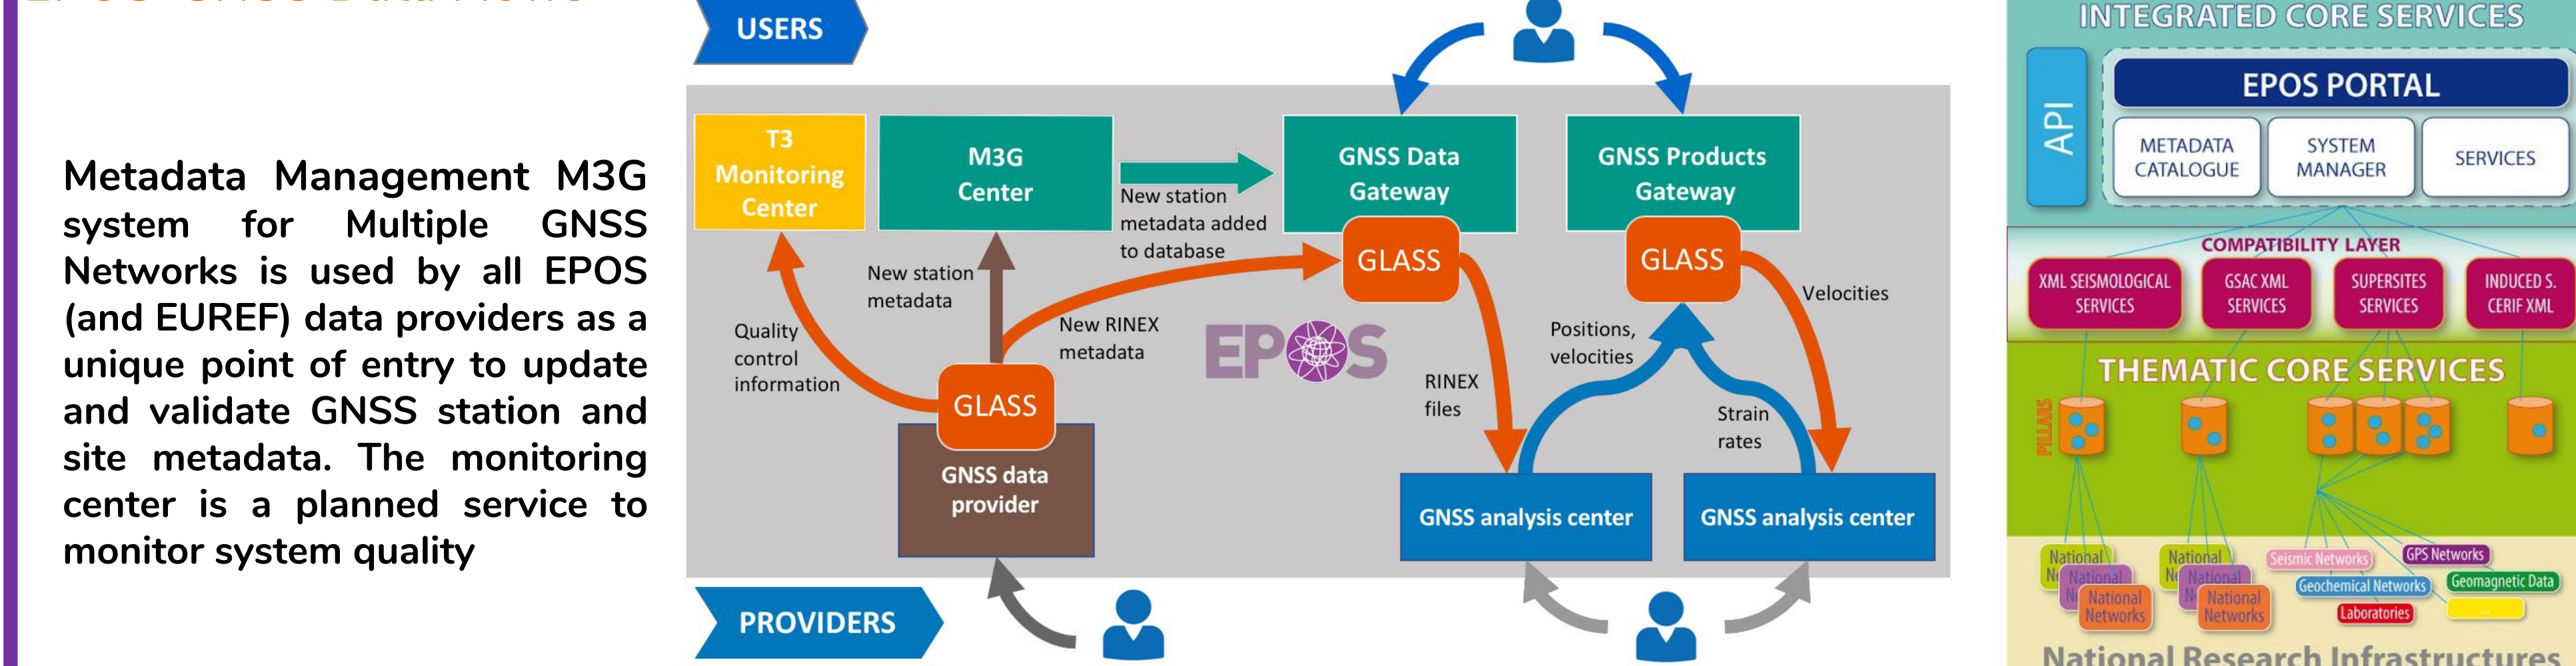 EPOS-GNSS Data Flows
Metadata Management M3G
system for Multiple GNSS
Networks is used by all EPOS
(and EUREF) data providers as a
unique point of entry to update
and validate GNSS station and
site metadata. The monitoring
center is a planned service to
monitor system quality
USERS
T3
Monitoring
Center
M3G
Center
New station
metadata added
to database
GNSS Data
Gateway
GLASS
GNSS Products
Gateway
GLASS
New station
metadata
Quality
control
information
New RINEX
metadata
EPOS
RINEX
files
Positions,
velocities
Velocities
Strain
rates
GLASS
GNSS data
provider
GNSS analysis center
GNSS analysis center
PROVIDERS
INTEGRATED CORE SERVICES
API
EPOS PORTAL
METADATA
CATALOGUE
SYSTEM
MANAGER
SERVICES
COMPATIBILITY LAYER
XML SEISMOLOGICAL
SERVICES
GSAC XML
SERVICES
SUPERSITES
SERVICES
INDUCED S.
CERIF XML
THEMATIC CORE SERVICES
PILLARS
National
National
National
Networks
National
National
National
Networks
Seismic Networks
GPS Networks
Geochemical Networks
Geomagnetic Data
Laboratories
...
National Research Infrastructures